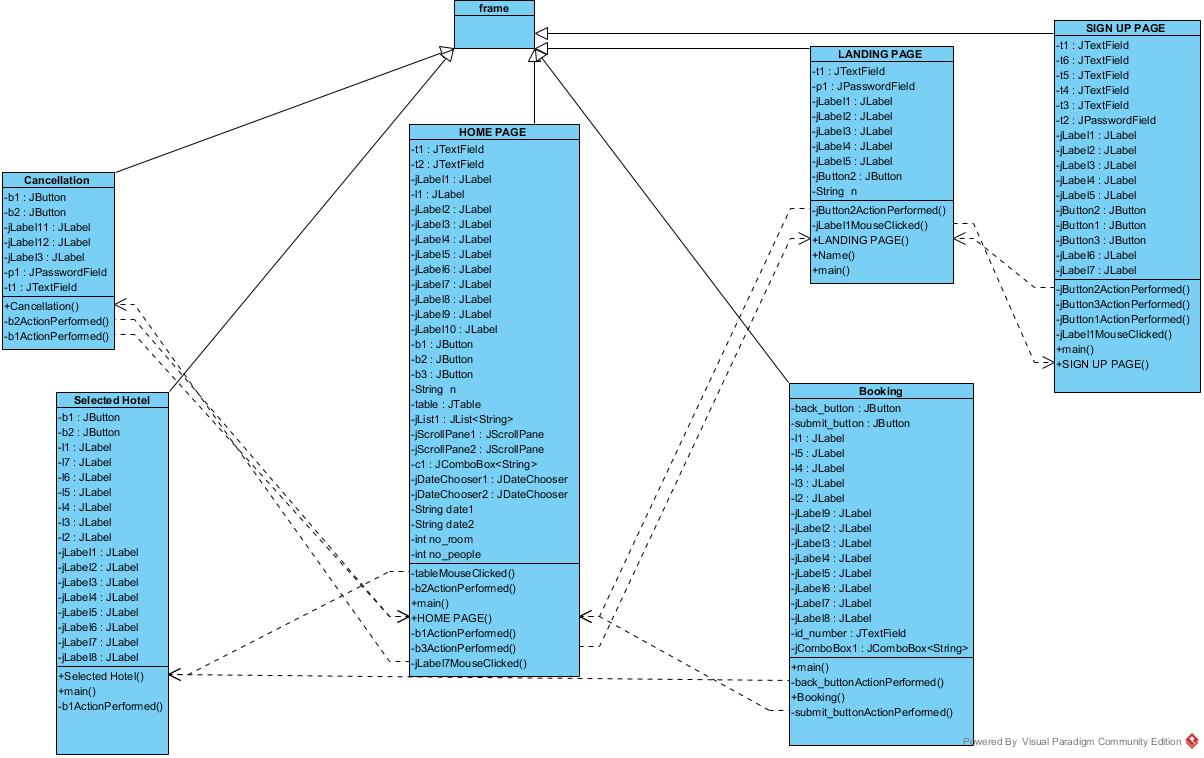 frame
SIGN UP PAGE
-t1 : JTextField
-t6 : JTextField
-t5 : JTextField
-t4 : JTextField
-t3 : JTextField
-t2 : JPasswordField
-jLabel1 : JLabel
-jLabel2 : JLabel
-jLabel3 : JLabel
-jLabel4 : JLabel
-jLabel5 : JLabel
-jButton2 : JButton
-jButton1 : JButton
-jButton3 : JButton
-jLabel6 : JLabel
-jLabel7 : JLabel
-jButton2ActionPerformed()
-jButton3ActionPerformed()
-jButton1ActionPerformed()
-jLabel1MouseClicked()
+main()
+SIGN UP PAGE()
LANDING PAGE
-t1 : JTextField
-p1 : JPasswordField
-jLabel1 : JLabel
-jLabel2 : JLabel
-jLabel3 : JLabel
-jLabel4 : JLabel
-jLabel5 : JLabel
-jButton2 : JButton
-String n
-jButton2ActionPerformed()
-jLabel1MouseClicked()
+LANDING PAGE()
+Name()
+main()
HOME PAGE
-t1 : JTextField
-t2 : JTextField
-jLabel1 : JLabel
-l1 : JLabel
-jLabel2 : JLabel
-jLabel3 : JLabel
-jLabel4 : JLabel
-jLabel5 : JLabel
-jLabel6 : JLabel
-jLabel7 : JLabel
-jLabel8 : JLabel
-jLabel9 : JLabel
-jLabel10 : JLabel
-b1 : JButton
-b2 : JButton
-b3 : JButton
-String n
-table : JTable
-jList1 : JList<String>
-jScrollPane1 : JScrollPane
-jScrollPane2 : JScrollPane
-c1 : JComboBox<String>
-jDateChooser1 : JDateChooser
-jDateChooser2 : JDateChooser
-String date1
-String date2
-int no_room
-int no_people
-tableMouseClicked()
-b2ActionPerformed()
+main()
+HOME PAGE()
-b1ActionPerformed()
-b3ActionPerformed()
-jLabel7MouseClicked()
Cancellation
-b1 : JButton
-b2 : JButton
-jLabel11 : JLabel
-jLabel12 : JLabel
-jLabel3 : JLabel
-p1 : JPasswordField
-t1 : JTextField
+Cancellation()
-b2ActionPerformed()
-b1ActionPerformed()
Selected Hotel
-b1 : JButton
-b2 : JButton
-l1 : JLabel
-l7 : JLabel
-l6 : JLabel
-l5 : JLabel
-l4 : JLabel
-l3 : JLabel
-l2 : JLabel
-jLabel1 : JLabel
-jLabel2 : JLabel
-jLabel3 : JLabel
-jLabel4 : JLabel
-jLabel5 : JLabel
-jLabel6 : JLabel
-jLabel7 : JLabel
-jLabel8 : JLabel
+Selected Hotel()
+main()
-b1ActionPerformed()
Booking
-back_button : JButton
-submit_button : JButton
-l1 : JLabel
-l5 : JLabel
-l4 : JLabel
-l3 : JLabel
-l2 : JLabel
-jLabel9 : JLabel
-jLabel2 : JLabel
-jLabel3 : JLabel
-jLabel4 : JLabel
-jLabel5 : JLabel
-jLabel6 : JLabel
-jLabel7 : JLabel
-jLabel8 : JLabel
-id_number : JTextField
-jComboBox1 : JComboBox<String>
+main()
-back_buttonActionPerformed()
+Booking()
-submit_buttonActionPerformed()
Powered By Visual Paradigm Community Edition